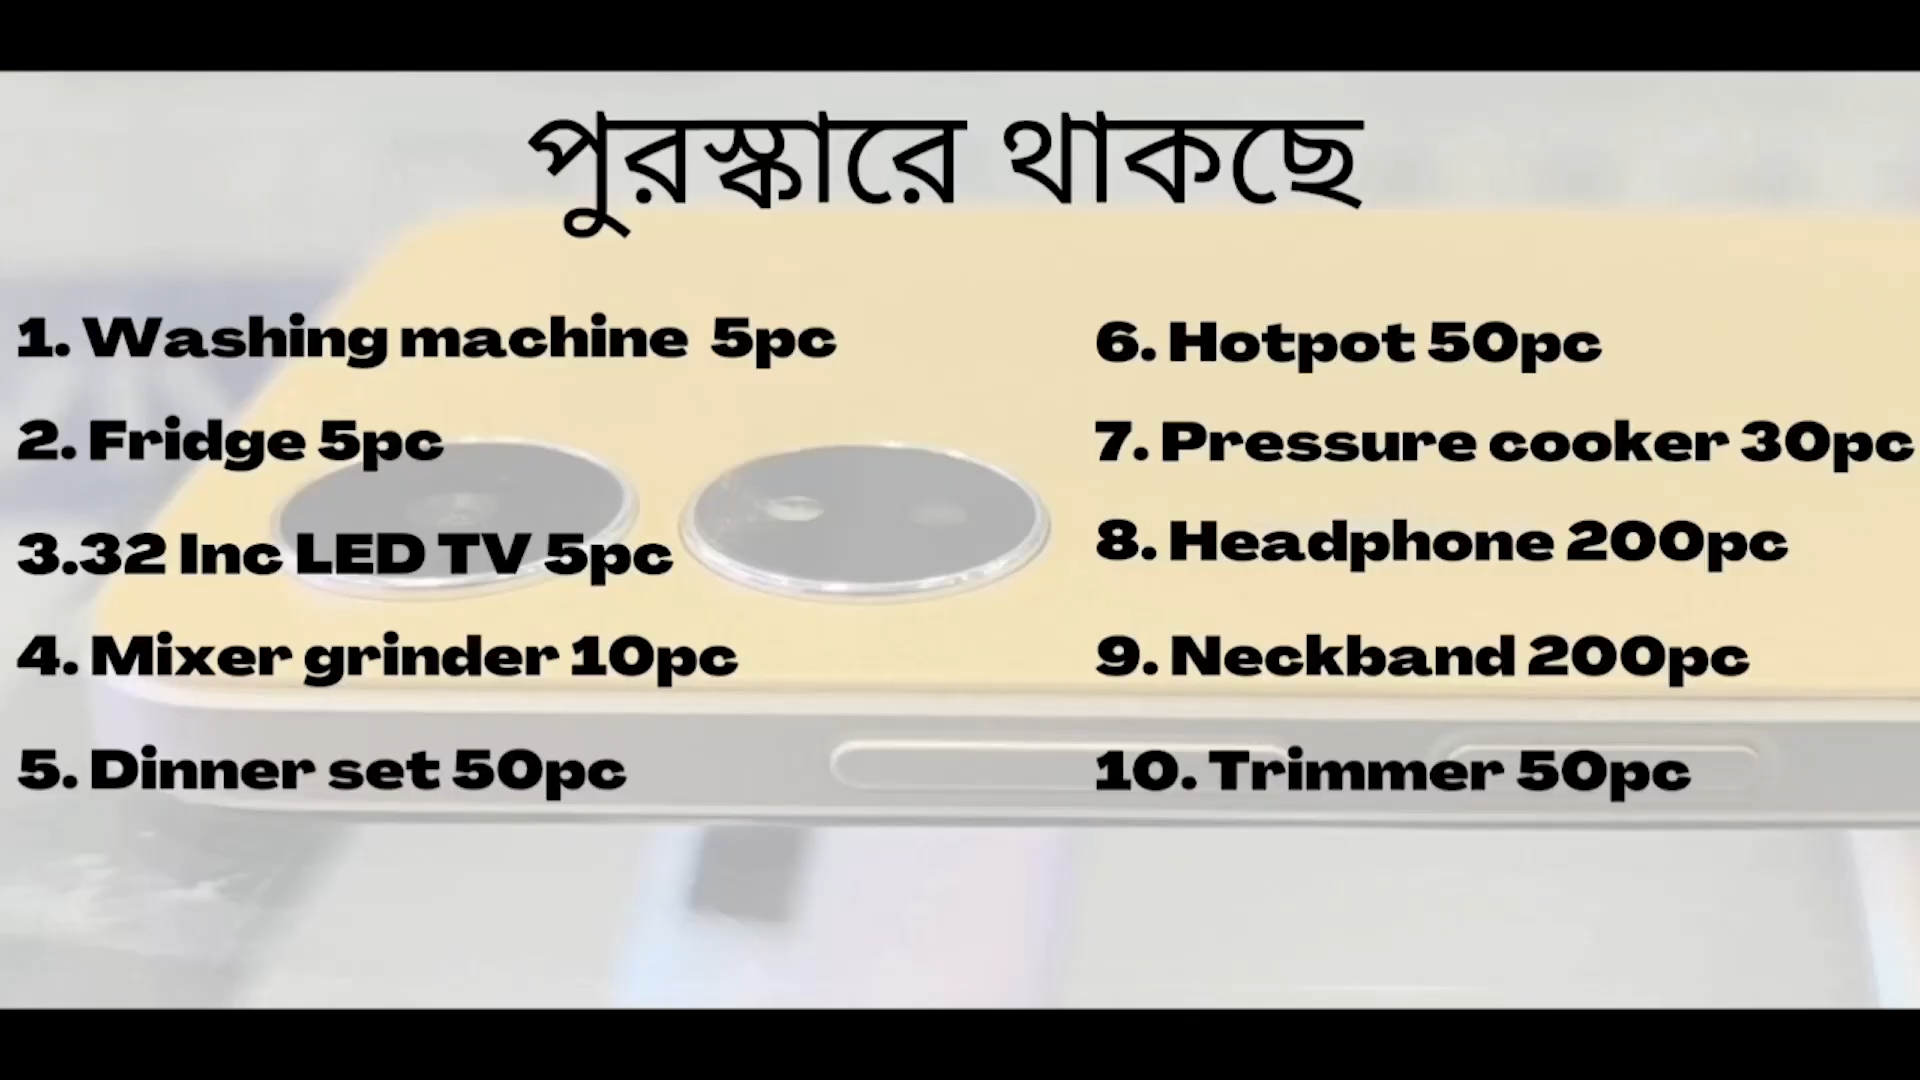 পুরস্কারে থাকছে
1. Washing machine 5pc
2. Fridge 5pc
3.32 Inc LED TV 5pc
4. Mixer grinder 10pc
5. Dinner set 50pc
6. Hotpot 50pc
7. Pressure cooker 30pc
8. Headphone 200pc
9. Neckband 200pc
10. Trimmer 50pc